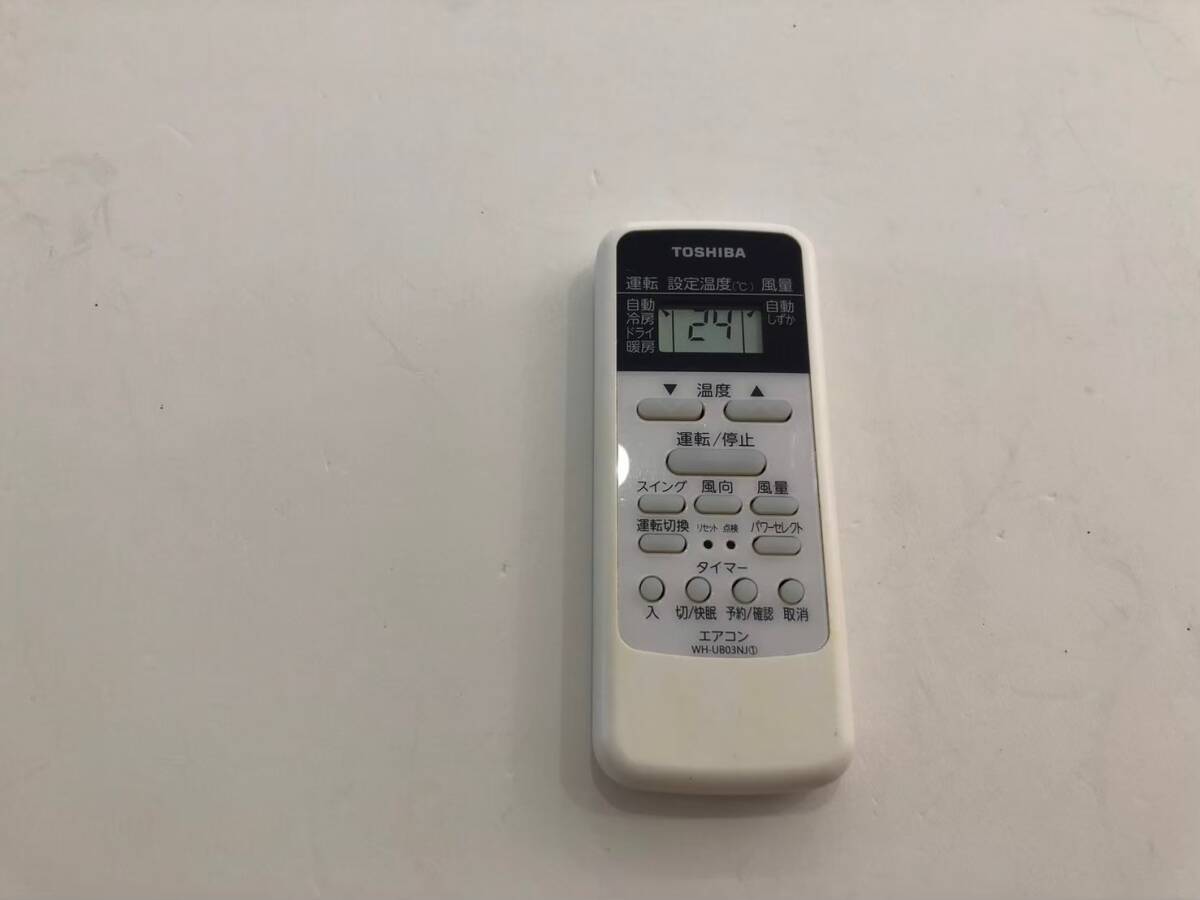 TOSHIBA
運転 設定温度(℃) 風量
自動 自動
冷房 24 しずか
ドライ
暖房
▼ 温度 ▲
運転/停止
スイング 風向 風量
運転切換 リセット 点検 パワーセレクト
タイマー
入 切/快眠 予約/確認 取消
エアコン
WH-UB03NJ①